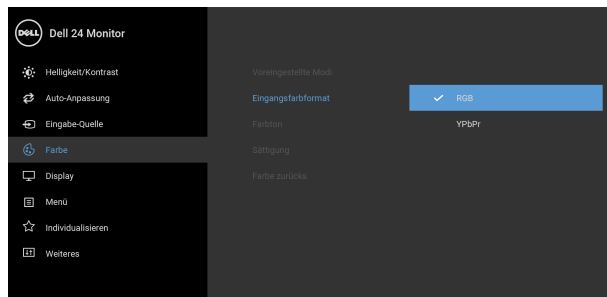 DELL Dell 24 Monitor
Helligkeit/Kontrast
Auto-Anpassung
Eingabe-Quelle
Farbe
Display
Menü
Individualisieren
Weiteres
Voreingestellte Modi
Eingangsfarbformat
Farbton
Sättigung
Farbe zurücks.
RGB
YPbPr